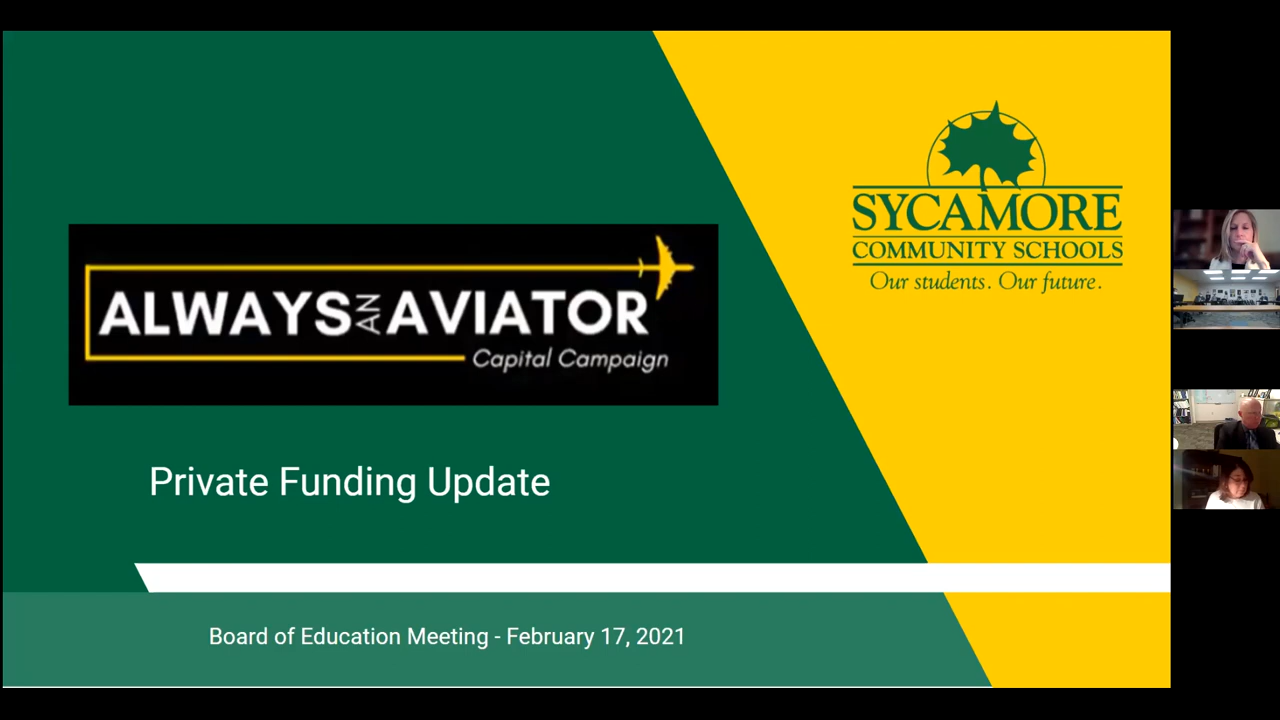 SYCAMORE
COMMUNITY SCHOOLS
Our students. Our future.
ALWAYS AN AVIATOR
Capital Campaign
Private Funding Update
Board of Education Meeting - February 17, 2021